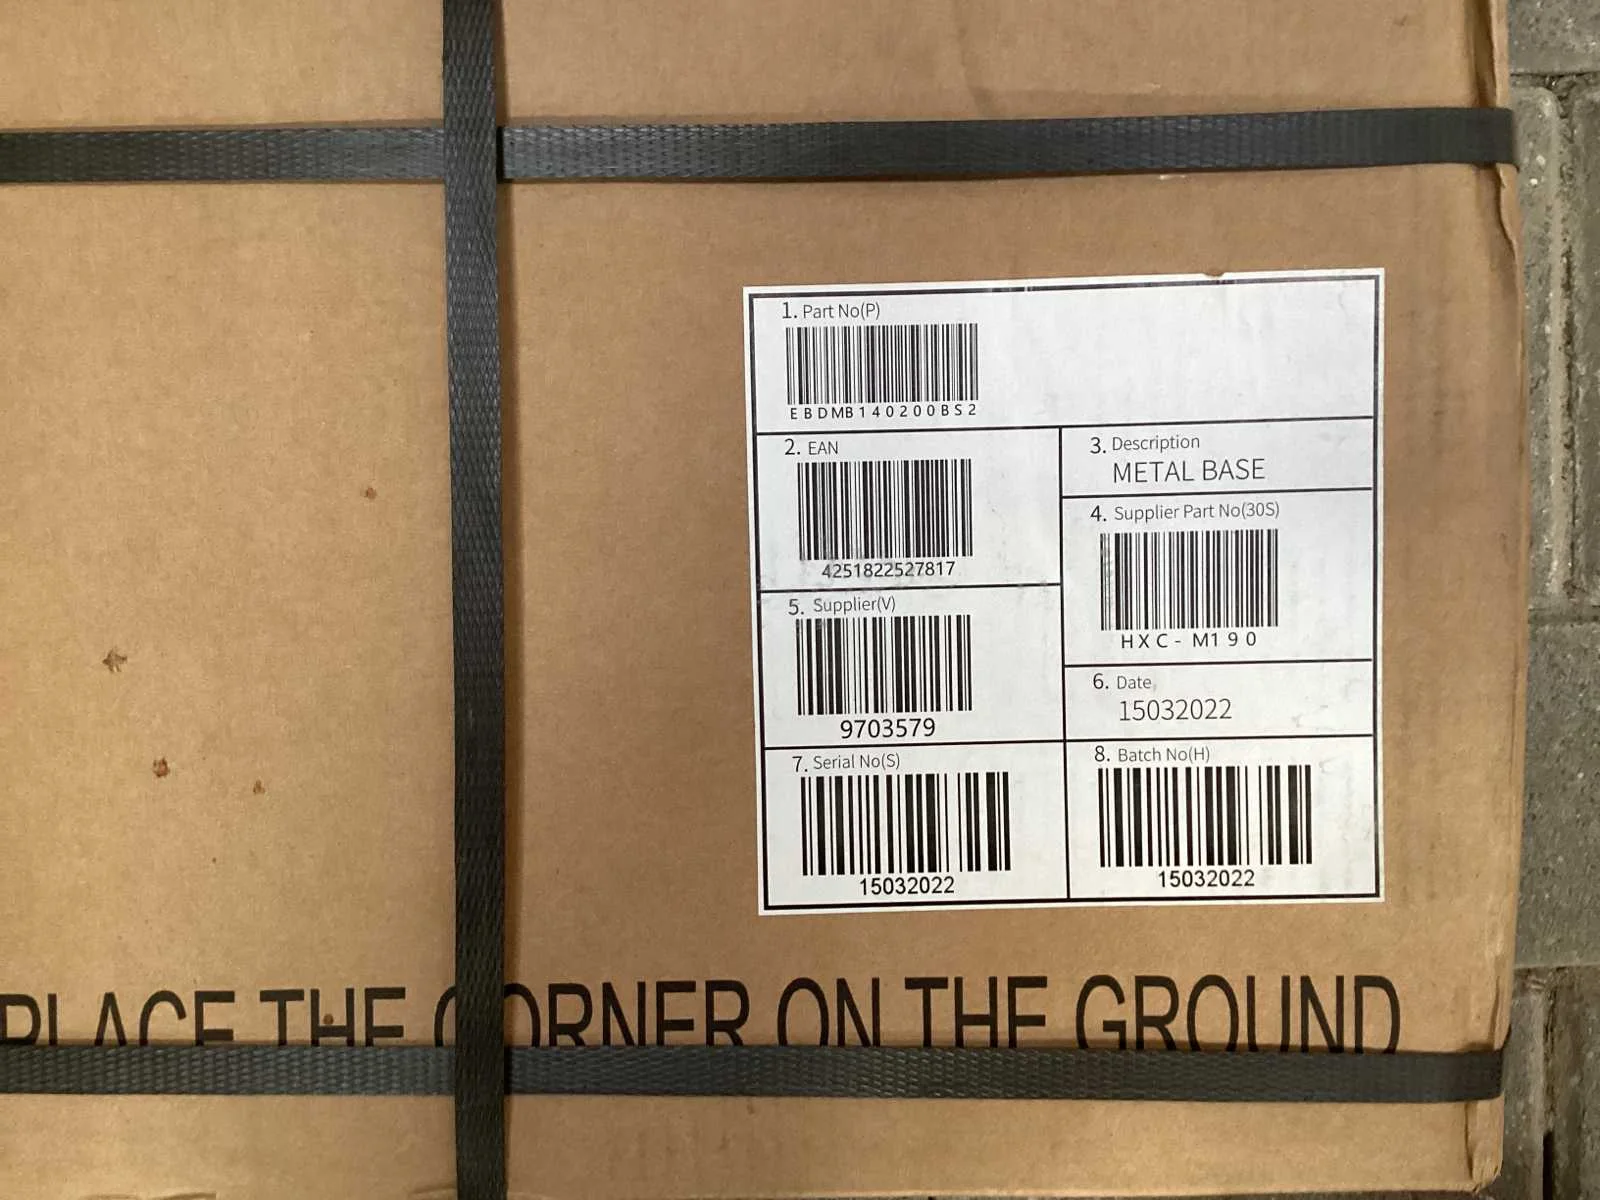 1. Part No(P)
EBDMB140200BS2
2. EAN
4251822527817
3. Description
METAL BASE
4. Supplier Part No(30S)
HXC-M190
5. Supplier(V)
9703579
6. Date
15032022
7. Serial No(S)
15032022
8. Batch No(H)
15032022
PLACE THE CORNER ON THE GROUND